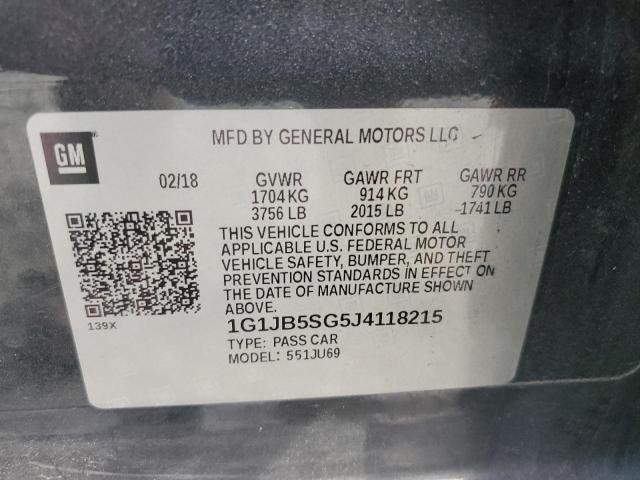 GM
MFD BY GENERAL MOTORS LLC
02/18 GVWR GAWR FRT GAWR RR
1704 KG 914 KG 790 KG
3756 LB 2015 LB 1741 LB
THIS VEHICLE CONFORMS TO ALL
APPLICABLE U.S. FEDERAL MOTOR
VEHICLE SAFETY, BUMPER, AND THEFT
PREVENTION STANDARDS IN EFFECT ON
THE DATE OF MANUFACTURE SHOWN
ABOVE.
139X
1G1JB5SG5J4118215
TYPE: PASS CAR
MODEL: 551JU69